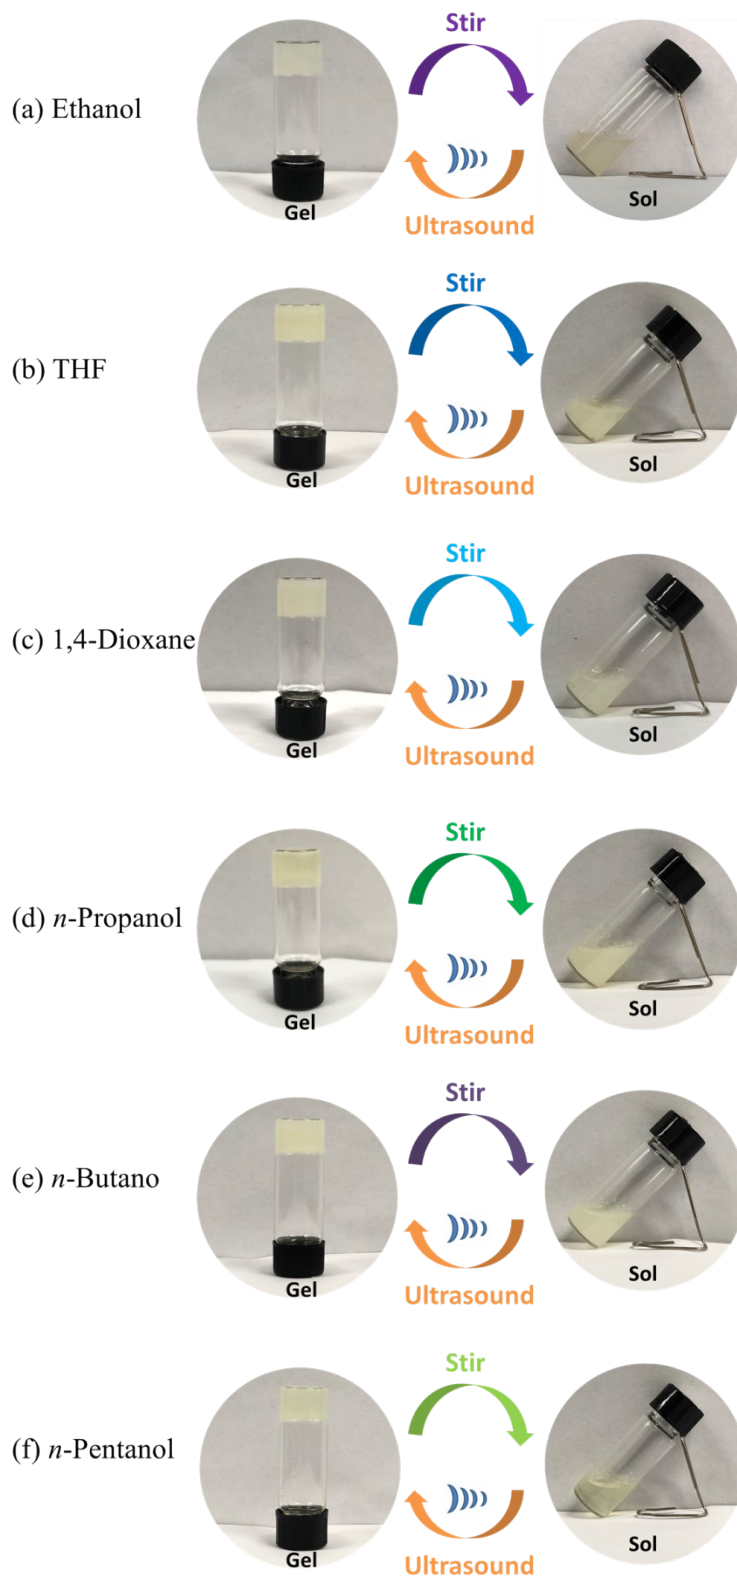 Stir
(a) Ethanol
Gel
Ultrasound
Sol
Stir
(b) THF
Gel
Ultrasound
Sol
Stir
(c) 1,4-Dioxane
Gel
Ultrasound
Sol
Stir
(d) n-Propanol
Gel
Ultrasound
Sol
Stir
(e) n-Butano
Gel
Ultrasound
Sol
Stir
(f) n-Pentanol
Gel
Ultrasound
Sol